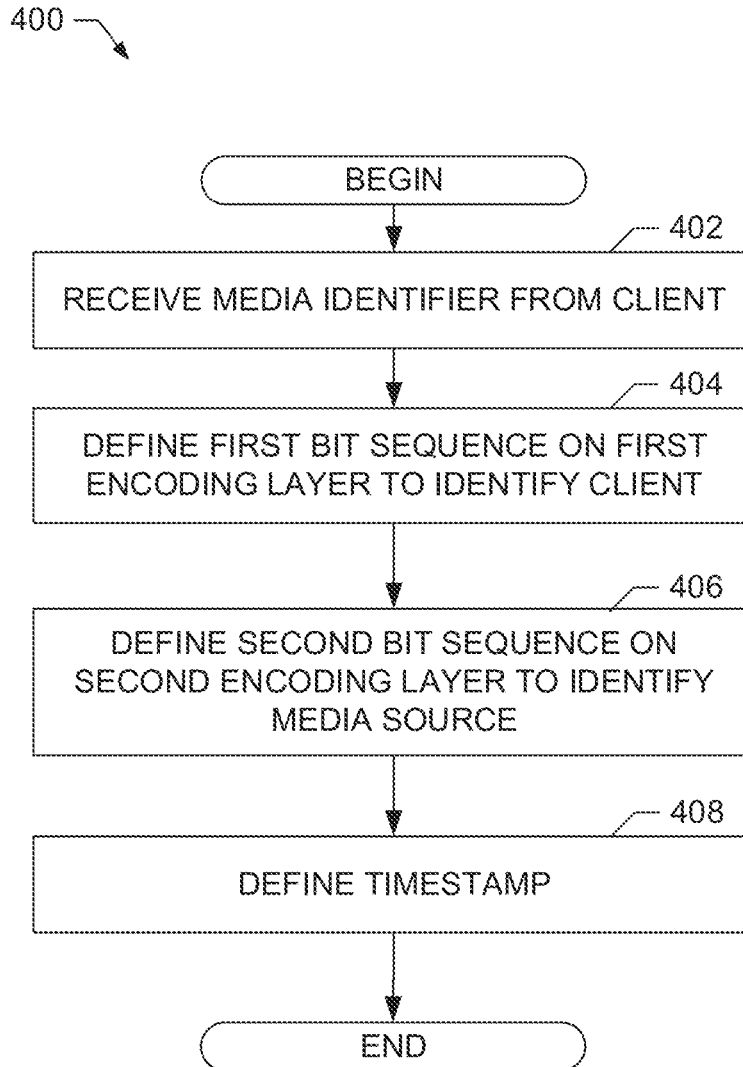 400
BEGIN
402
RECEIVE MEDIA IDENTIFIER FROM CLIENT
404
DEFINE FIRST BIT SEQUENCE ON FIRST
ENCODING LAYER TO IDENTIFY CLIENT
406
DEFINE SECOND BIT SEQUENCE ON
SECOND ENCODING LAYER TO IDENTIFY
MEDIA SOURCE
408
DEFINE TIMESTAMP
END